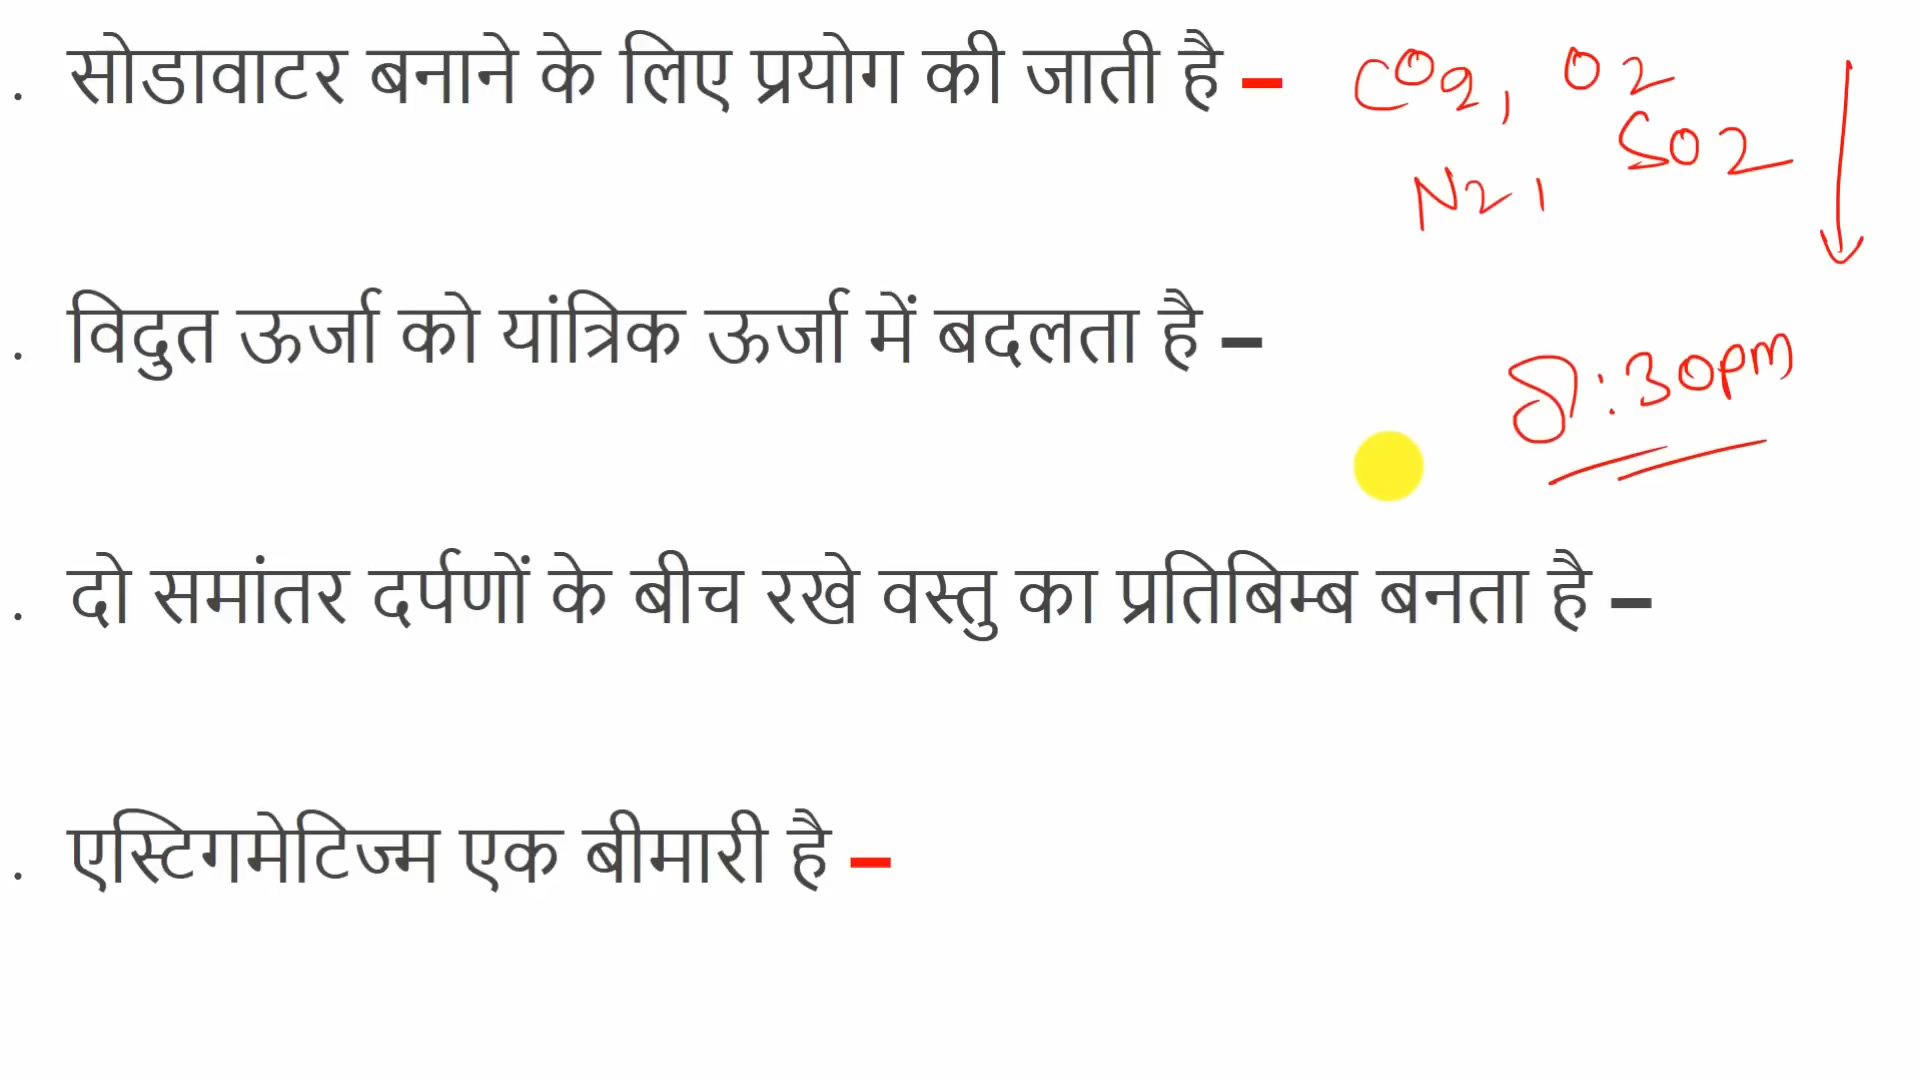 . सोडावाटर बनाने के लिए प्रयोग की जाती है – CO2, O2
SO2
N2,
. विदुत ऊर्जा को यांत्रिक ऊर्जा में बदलता है –
8:30pm
. दो समांतर दर्पणों के बीच रखे वस्तु का प्रतिबिम्ब बनता है –
. एस्टिगमेटिज्म एक बीमारी है –